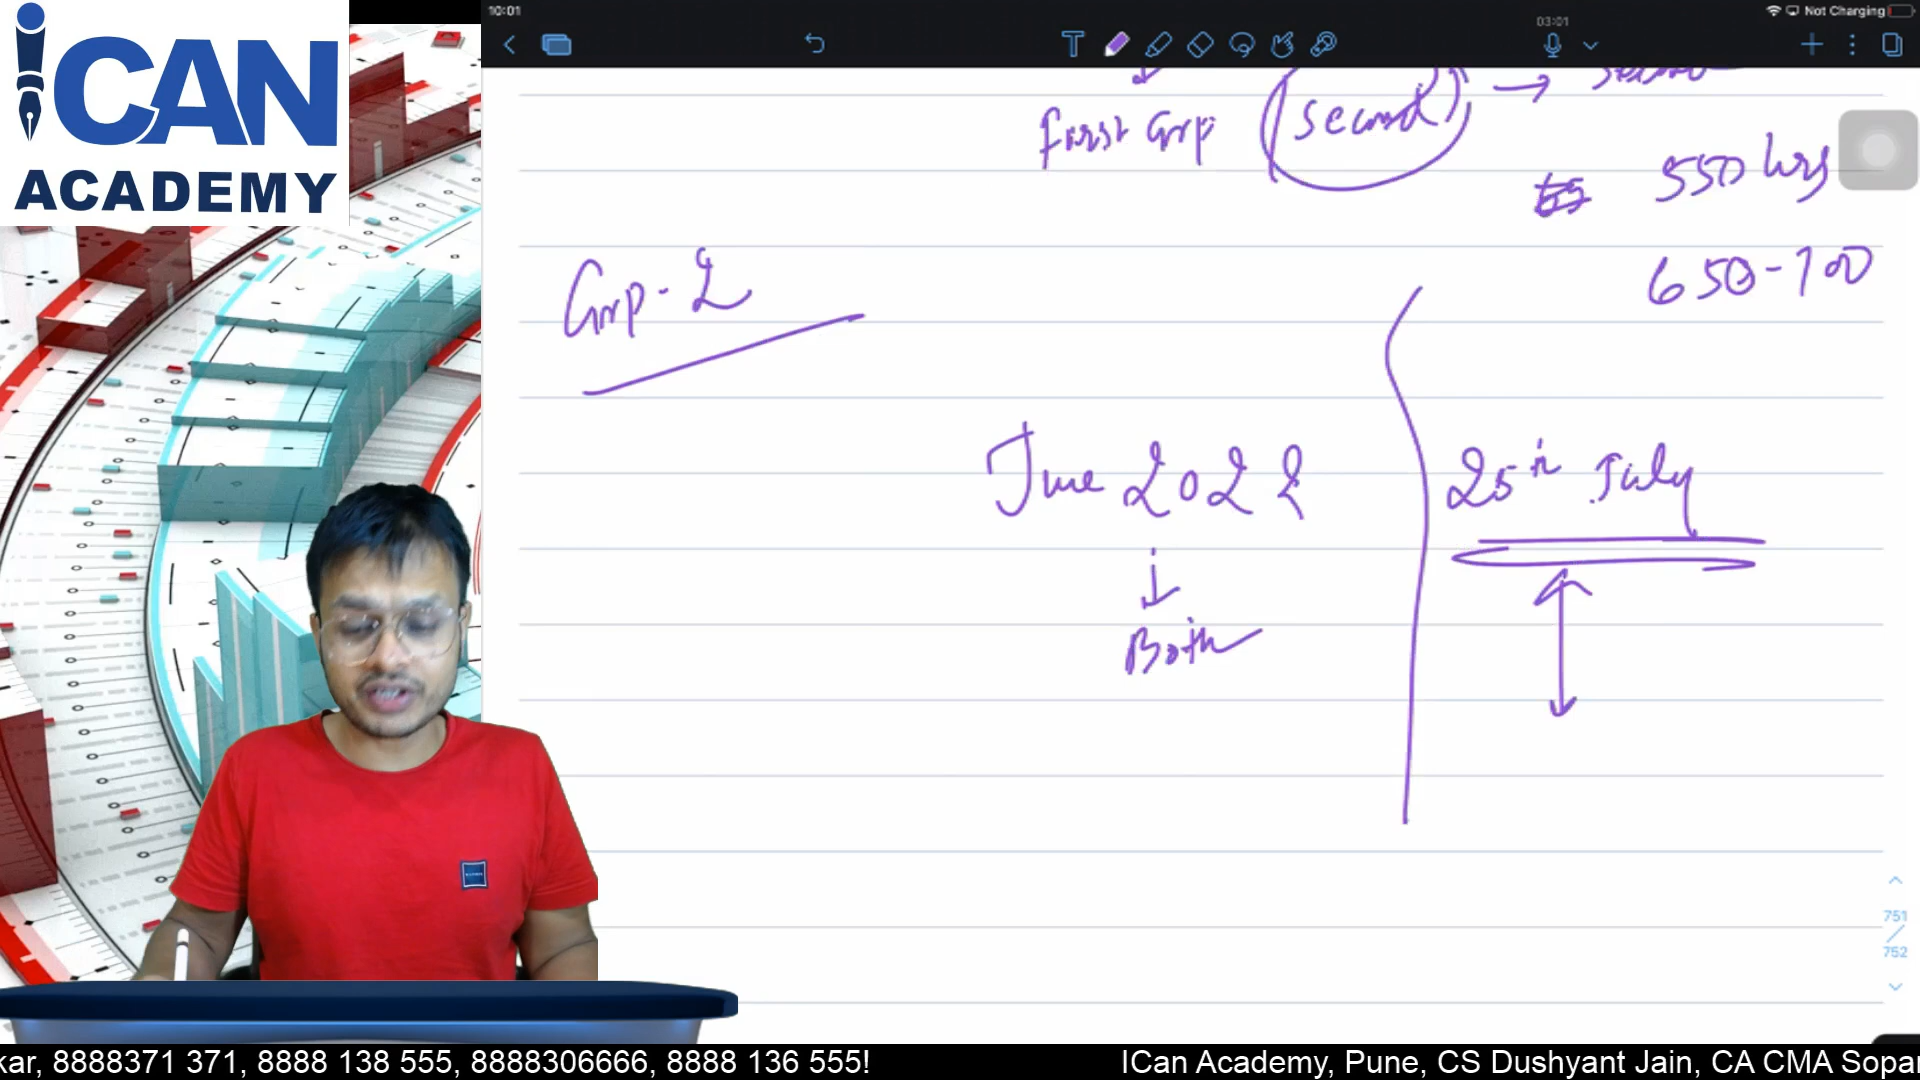 iCAN
ACADEMY
10:01
Not Charging
03:01
First Grp
Second
550 hrs
650-700
Grp-2
June 2022
25th July
Both
751
752
kar, 8888371 371, 8888 138 555, 8888306666, 8888 136 555!
ICan Academy, Pune, CS Dushyant Jain, CA CMA Sopar